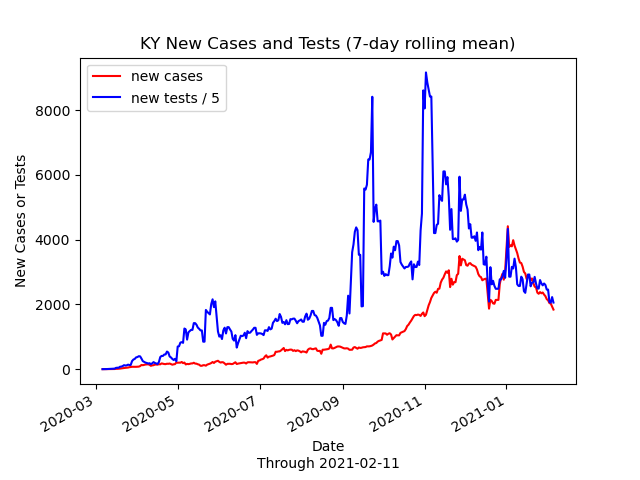 KY New Cases and Tests (7-day rolling mean)
new cases
new tests / 5
New Cases or Tests
8000
6000
4000
2000
0
2020-03
2020-05
2020-07
2020-09
2020-11
2021-01
Date
Through 2021-02-11